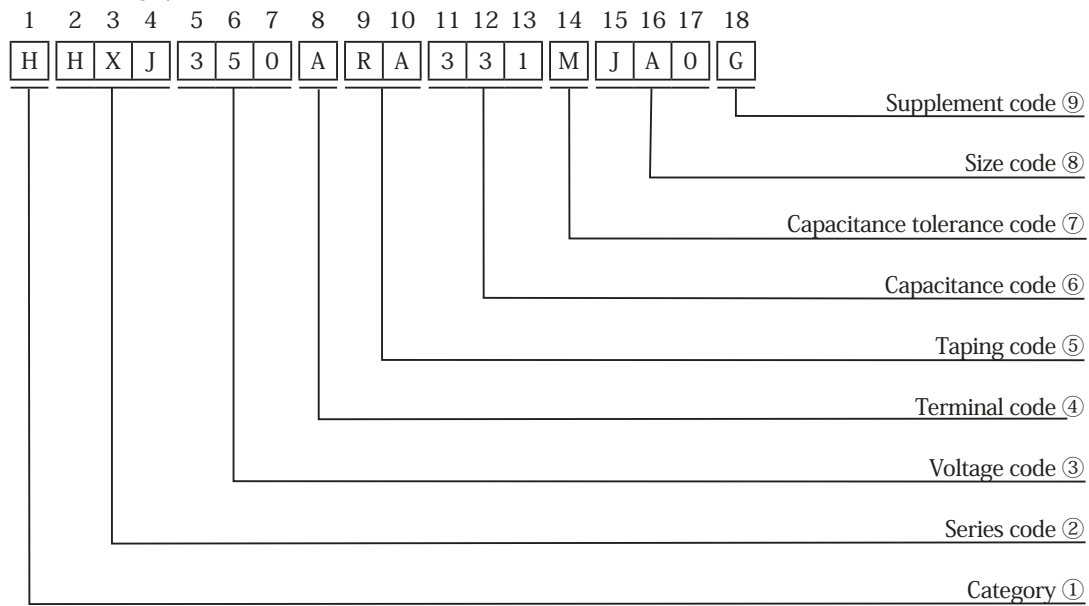 1 2 3 4 5 6 7 8 9 10 11 12 13 14 15 16 17 18
H H X J 3 5 0 A R A 3 3 1 M J A 0 G
Supplement code ⑨
Size code ⑧
Capacitance tolerance code ⑦
Capacitance code ⑥
Taping code ⑤
Terminal code ④
Voltage code ③
Series code ②
Category ①